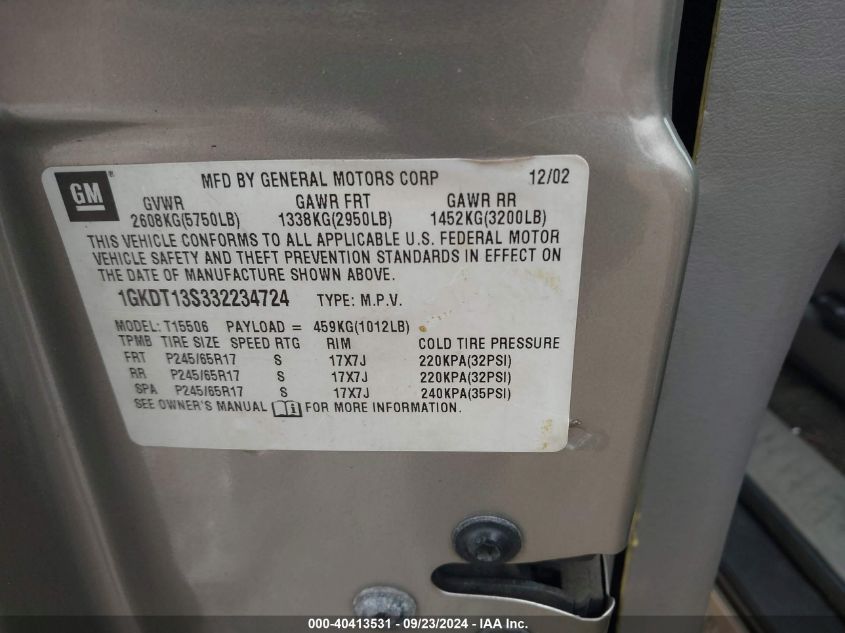 GM ® MFD BY GENERAL MOTORS CORP 12/02
GVWR GAWR FRT GAWR RR
2608KG(5750LB) 1338KG(2950LB) 1452KG(3200LB)
THIS VEHICLE CONFORMS TO ALL APPLICABLE U.S. FEDERAL MOTOR
VEHICLE SAFETY AND THEFT PREVENTION STANDARDS IN EFFECT ON
THE DATE OF MANUFACTURE SHOWN ABOVE.
1GKDT13S332234724 TYPE: M.P.V.
MODEL: T15506 PAYLOAD = 459KG(1012LB)
TPMB TIRE SIZE SPEED RTG RIM COLD TIRE PRESSURE
FRT P245/65R17 S 17X7J 220KPA(32PSI)
RR P245/65R17 S 17X7J 220KPA(32PSI)
SPA P245/65R17 S 17X7J 240KPA(35PSI)
SEE OWNER'S MANUAL FOR MORE INFORMATION.
000-40413531 - 09/23/2024 - IAA Inc.